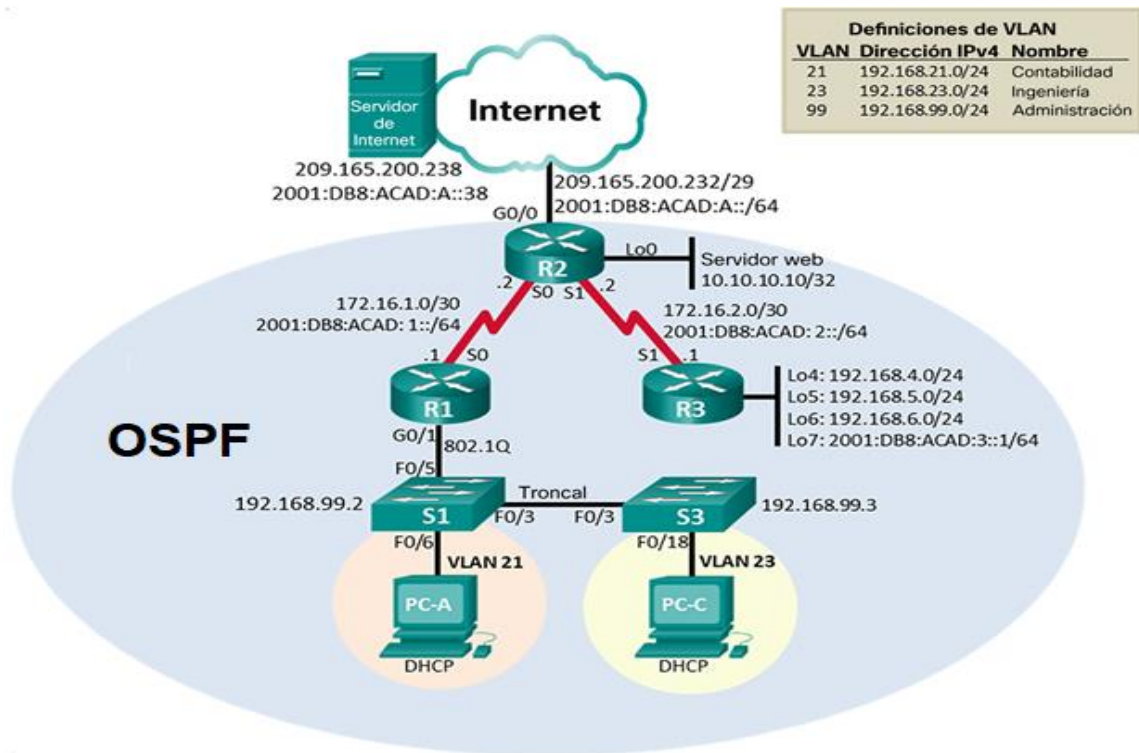 Definiciones de VLAN
VLAN Dirección IPv4 Nombre
21 192.168.21.0/24 Contabilidad
23 192.168.23.0/24 Ingeniería
99 192.168.99.0/24 Administración
Servidor
de
Internet
Internet
209.165.200.238
2001:DB8:ACAD:A::38
209.165.200.232/29
2001:DB8:ACAD:A::/64
G0/0
R2
Lo0
Servidor web
10.10.10.10/32
.2
S0
S1
.2
172.16.1.0/30
2001:DB8:ACAD: 1::/64
172.16.2.0/30
2001:DB8:ACAD: 2::/64
.1
S0
S1
.1
R1
R3
Lo4: 192.168.4.0/24
Lo5: 192.168.5.0/24
Lo6: 192.168.6.0/24
Lo7: 2001:DB8:ACAD:3::1/64
OSPF
G0/1
802.1Q
F0/5
192.168.99.2
S1
Troncal
F0/3
F0/3
S3
192.168.99.3
F0/6
VLAN 21
F0/18
VLAN 23
PC-A
DHCP
PC-C
DHCP